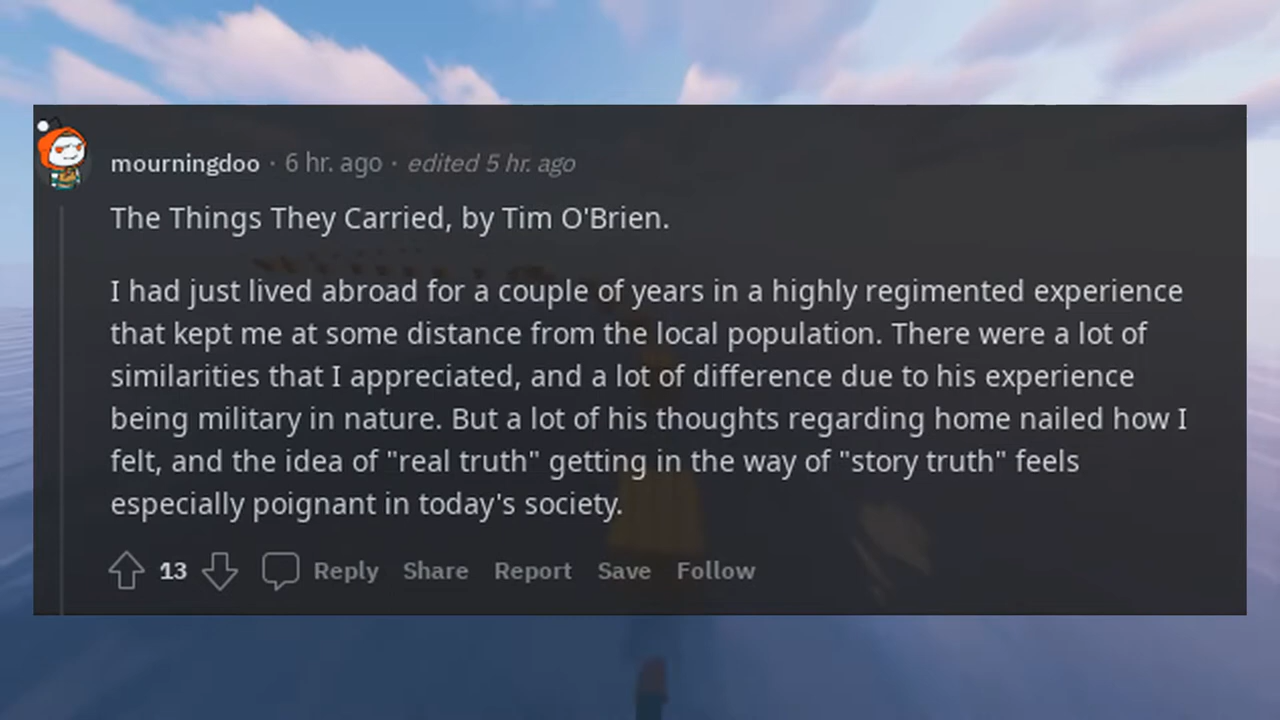 mourningdoo · 6 hr. ago · edited 5 hr. ago
The Things They Carried, by Tim O'Brien.
I had just lived abroad for a couple of years in a highly regimented experience
that kept me at some distance from the local population. There were a lot of
similarities that I appreciated, and a lot of difference due to his experience
being military in nature. But a lot of his thoughts regarding home nailed how I
felt, and the idea of "real truth" getting in the way of "story truth" feels
especially poignant in today's society.
13 Reply Share Report Save Follow